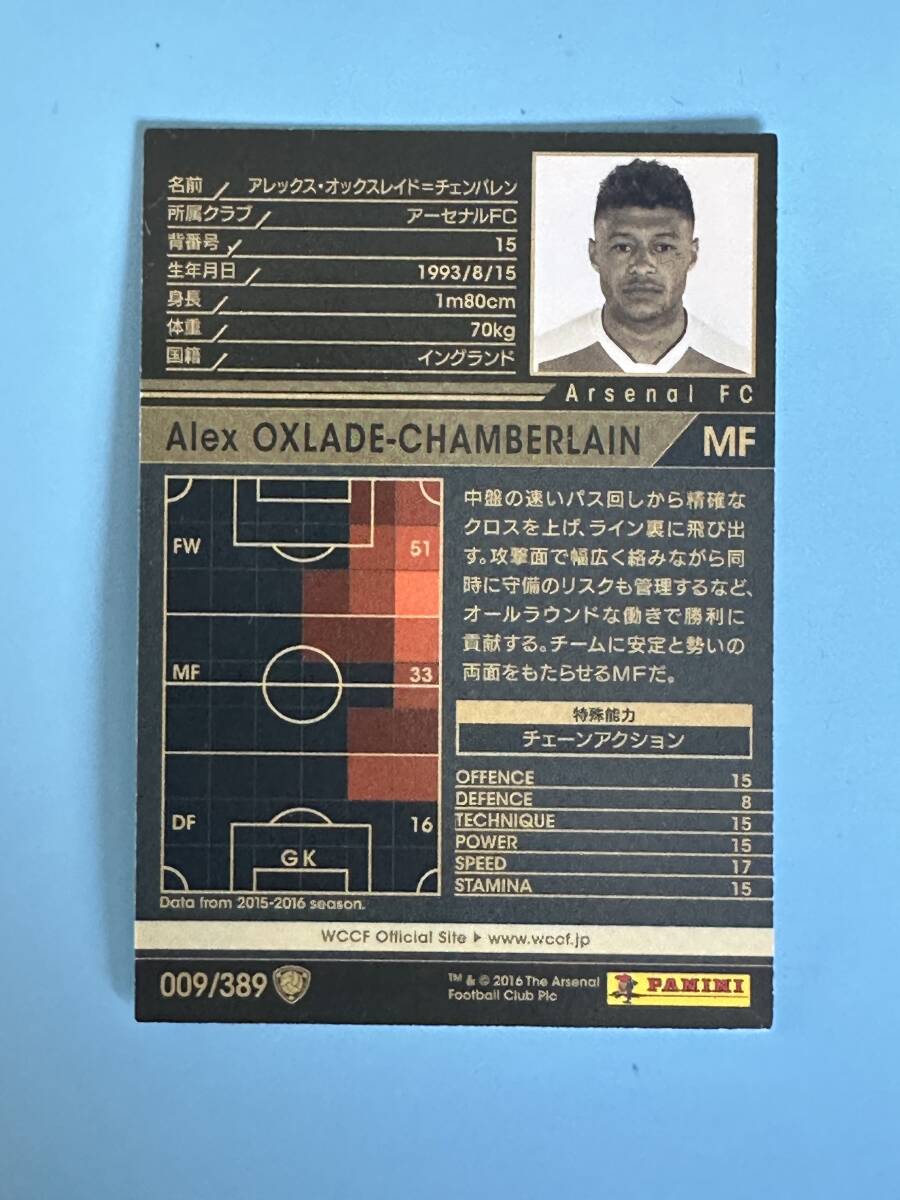 名前 アレックス・オックスレイド=チェンバレン
所属クラブ アーセナルFC
背番号 15
生年月日 1993/8/15
身長 1m80cm
体重 70kg
国籍 イングランド
Arsenal FC
Alex OXLADE-CHAMBERLAIN MF
FW 51
MF 33
DF 16
GK
Data from 2015-2016 season.
中盤の速いパス回しから精確な
クロスを上げ、ライン裏に飛び出
す。攻撃面で幅広く絡みながら同
時に守備のリスクも管理するなど、
オールラウンドな働きで勝利に
貢献する。チームに安定と勢いの
両面をもたらせるMFだ。
特殊能力
チェーンアクション
OFFENCE 15
DEFENCE 8
TECHNIQUE 15
POWER 15
SPEED 17
STAMINA 15
WCCF Official Site ▶ www.wccf.jp
009/389
™ & © 2016 The Arsenal
Football Club Plc
PANINI